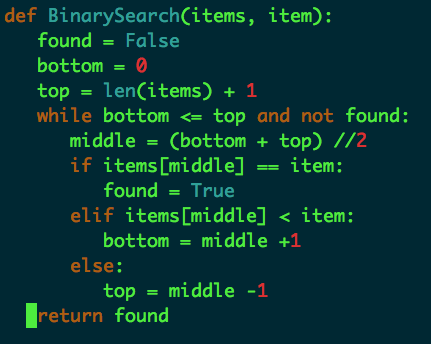 def BinarySearch(items, item):
   found = False
   bottom = 0
   top = len(items) + 1
   while bottom <= top and not found:
      middle = (bottom + top) //2
      if items[middle] == item:
         found = True
      elif items[middle] < item:
         bottom = middle +1
      else:
         top = middle -1
   return found